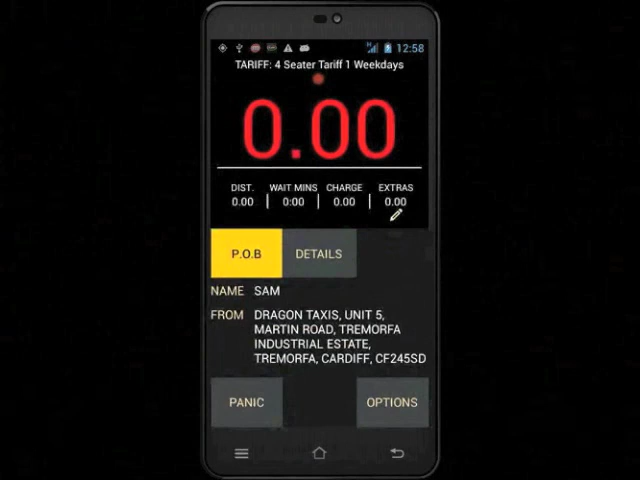 12:58
TARIFF: 4 Seater Tariff 1 Weekdays
0.00
DIST. WAIT MINS CHARGE EXTRAS
0.00 0:00 0.00 0.00
P.O.B DETAILS
NAME SAM
FROM DRAGON TAXIS, UNIT 5,
MARTIN ROAD, TREMORFA
INDUSTRIAL ESTATE,
TREMORFA, CARDIFF, CF245SD
PANIC OPTIONS